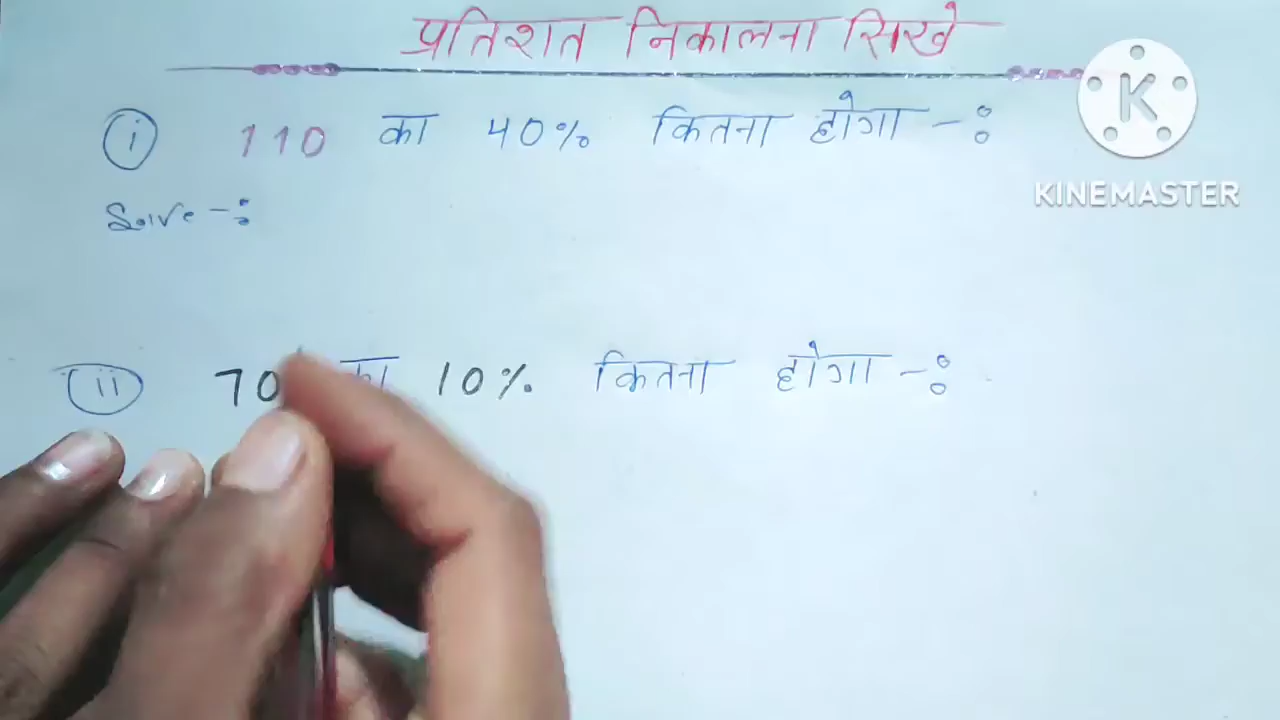 प्रतिशत निकालना सिखे
(i) 110 का 40% कितना होगा -:
Solve -:
(ii) 70 का 10% कितना होगा -:
K
KINEMASTER